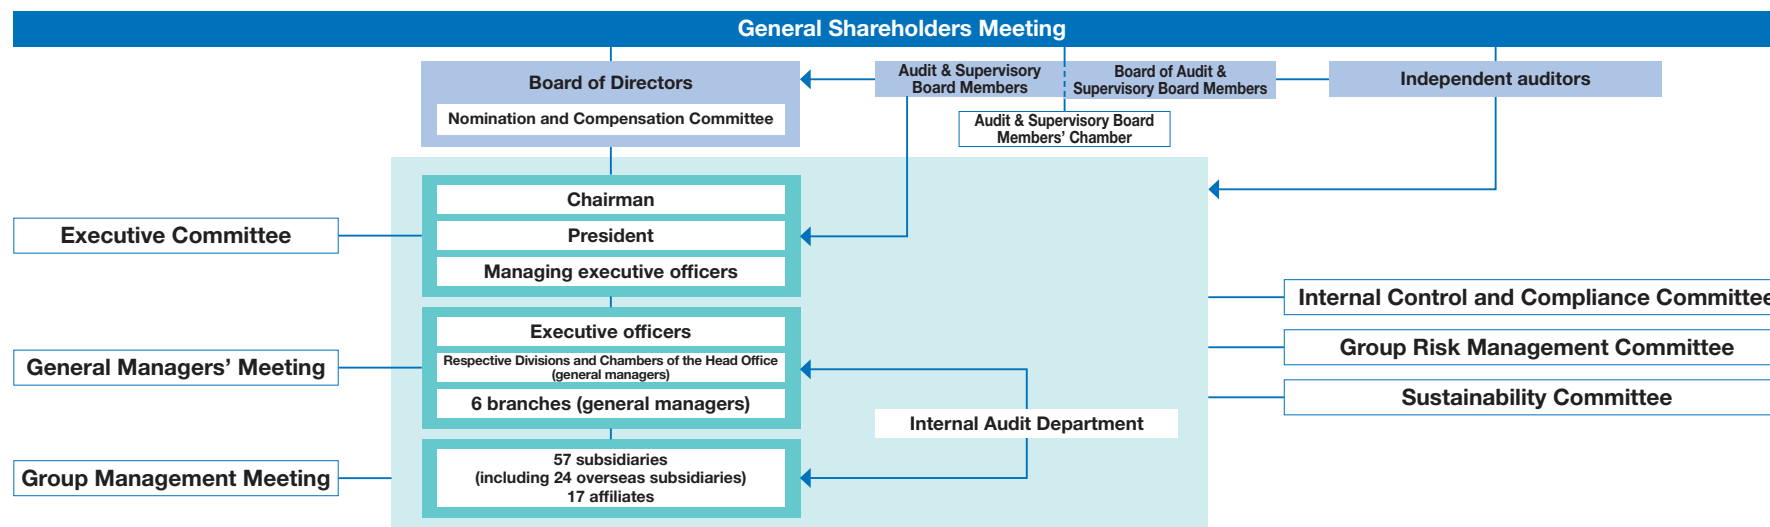 General Shareholders Meeting
Board of Directors
Nomination and Compensation Committee
Audit & Supervisory
Board Members
Board of Audit &
Supervisory Board Members
Independent auditors
Audit & Supervisory Board
Members' Chamber
Chairman
President
Managing executive officers
Executive Committee
Executive officers
Respective Divisions and Chambers of the Head Office
(general managers)
6 branches (general managers)
General Managers' Meeting
57 subsidiaries
(including 24 overseas subsidiaries)
17 affiliates
Group Management Meeting
Internal Audit Department
Internal Control and Compliance Committee
Group Risk Management Committee
Sustainability Committee